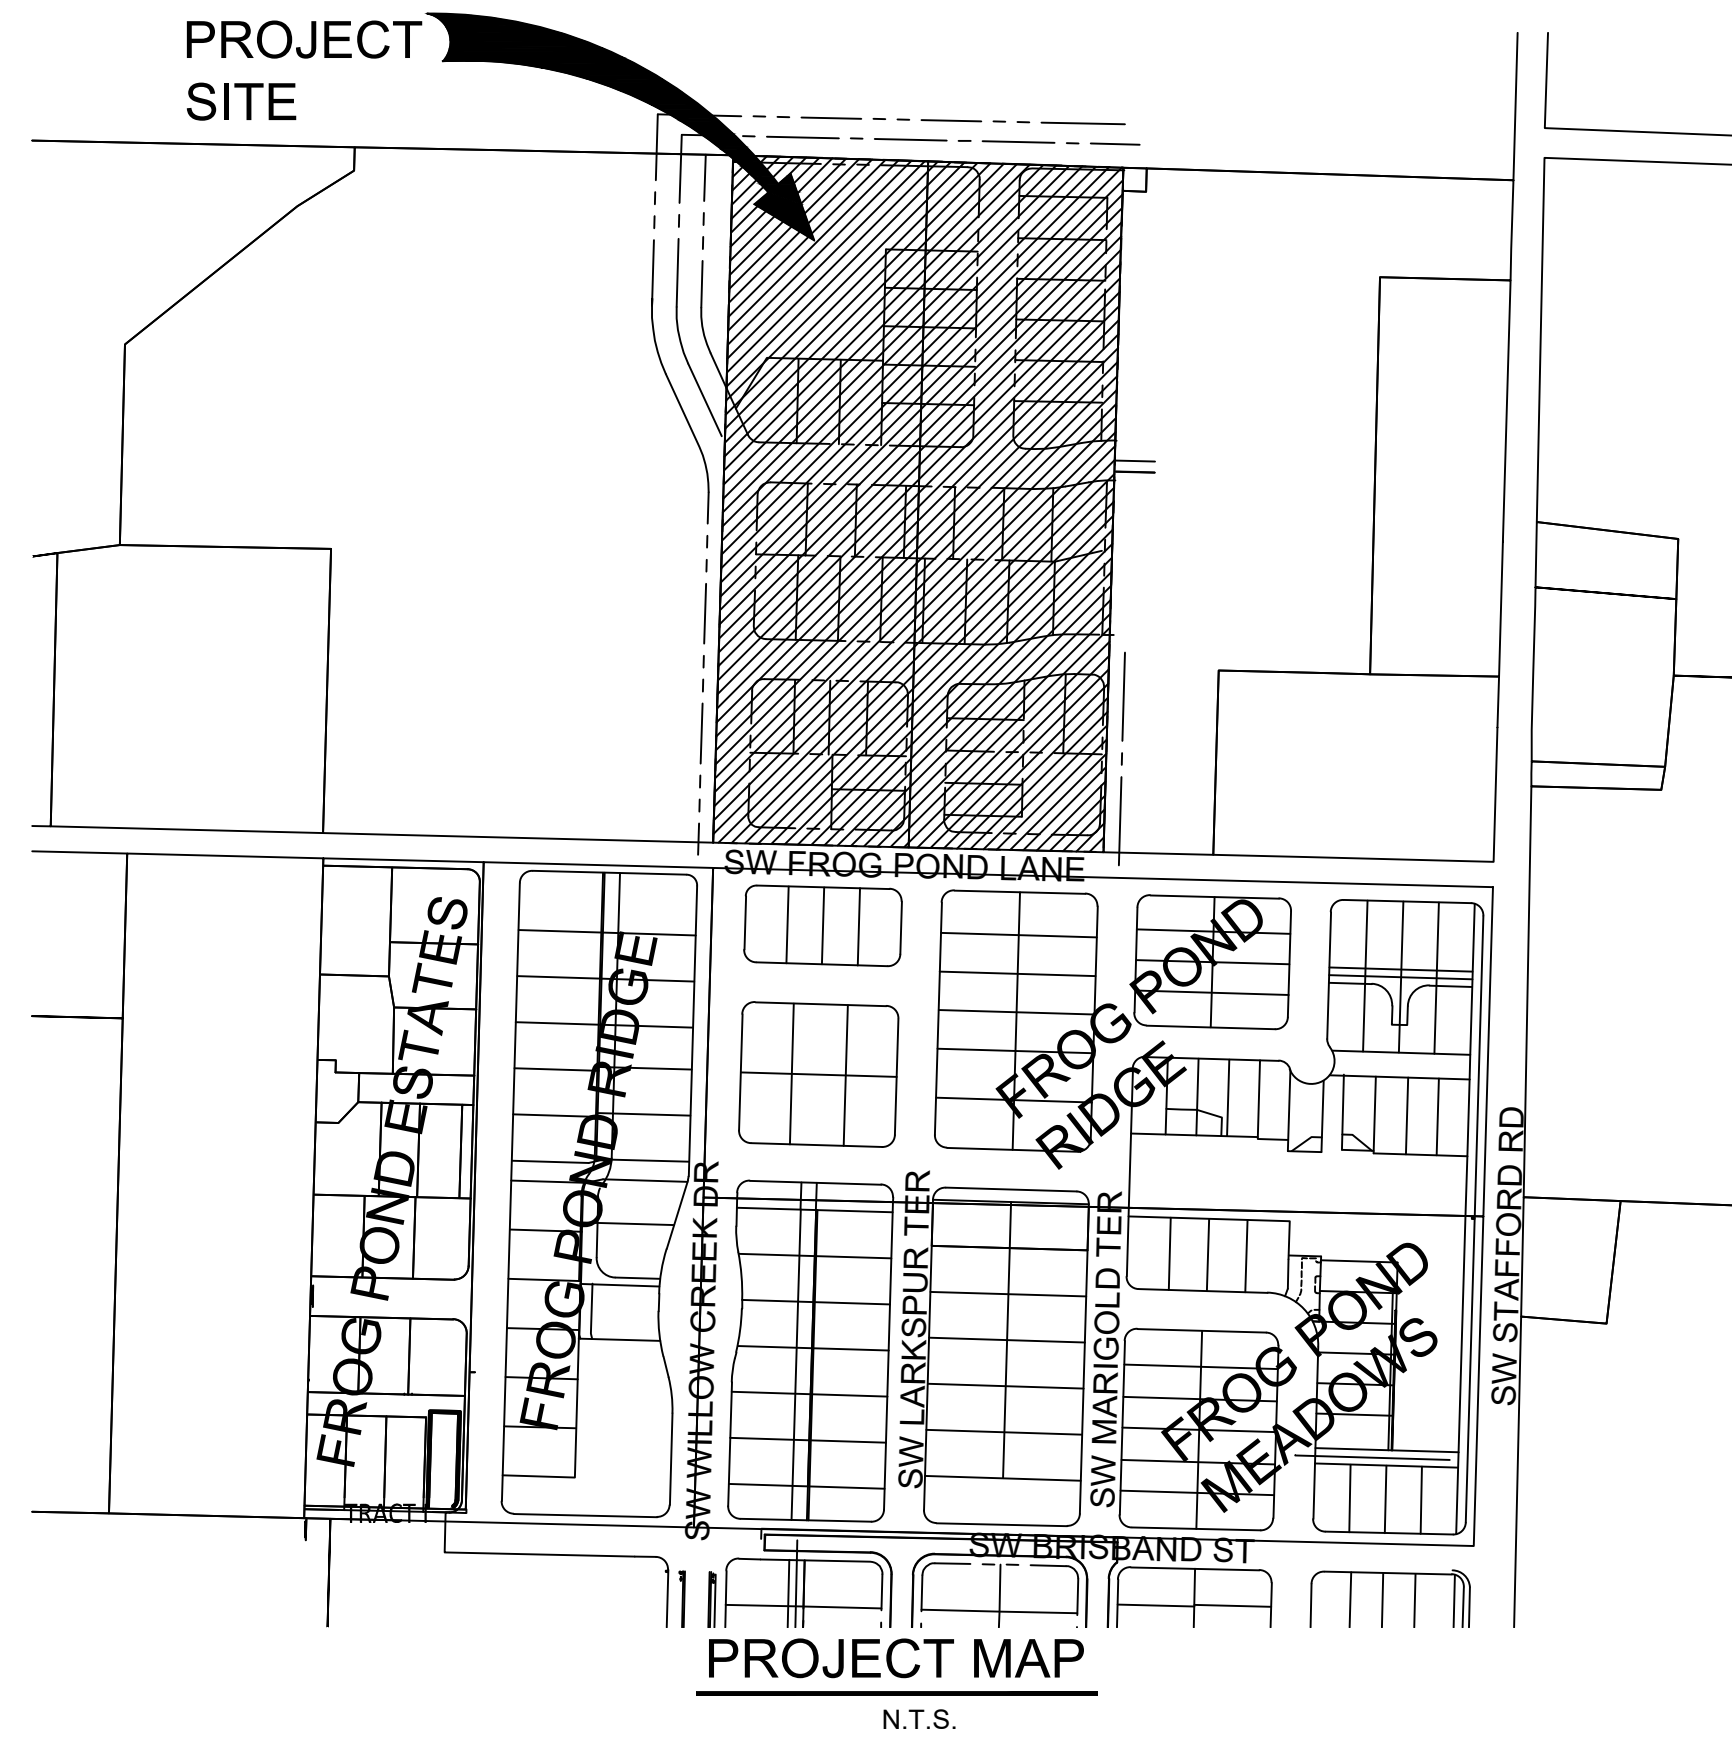 PROJECT
SITE
SW FROG POND LANE
FROG POND ESTATES
FROG POND RIDGE
FROG POND
RIDGE
SW WILLOW CREEK DR
SW LARKSPUR TER
SW MARIGOLD TER
SW STAFFORD RD
FROG POND
MEADOWS
TRACT I
SW BRISBAND ST
PROJECT MAP
N.T.S.